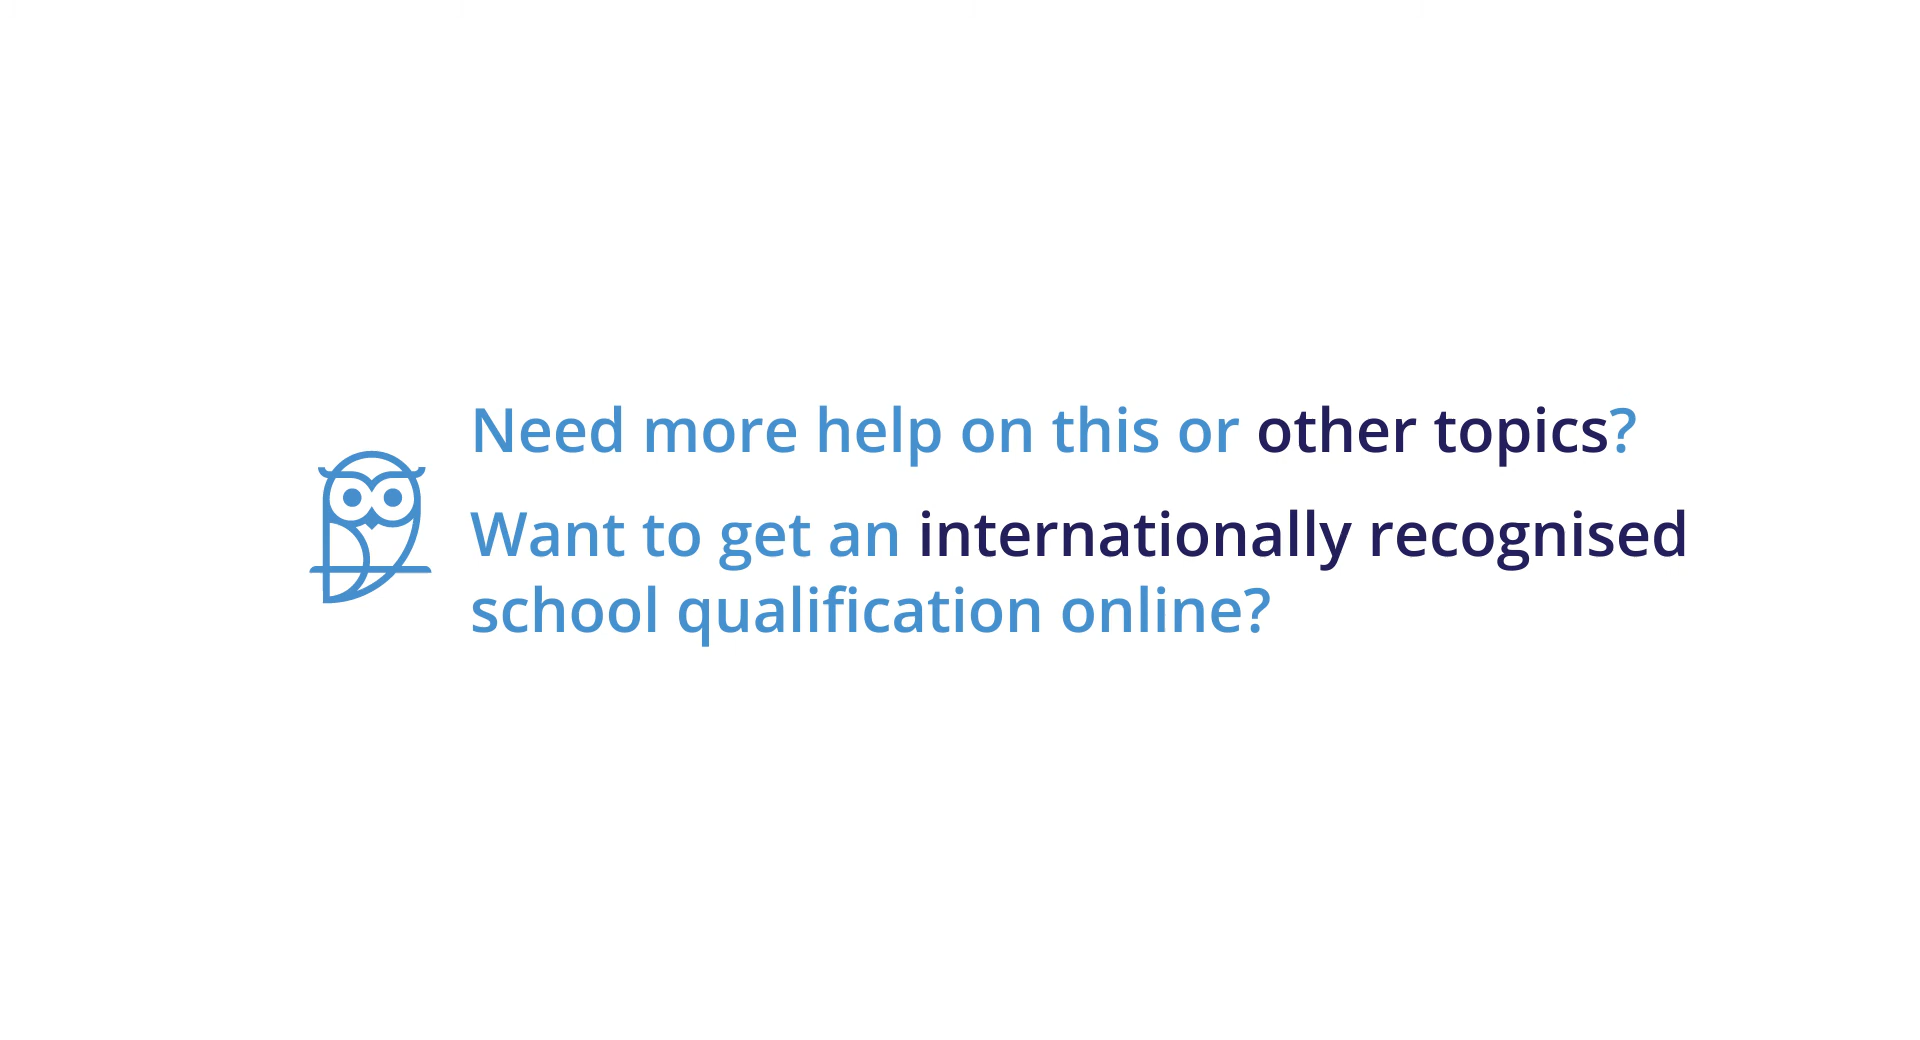 Need more help on this or other topics?
Want to get an internationally recognised
school qualification online?